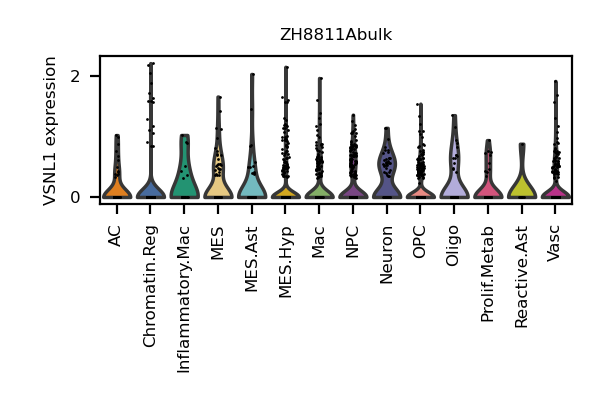 ZH8811Abulk
VSNL1 expression
2
0
AC
Chromatin.Reg
Inflammatory.Mac
MES
MES.Ast
MES.Hyp
Mac
NPC
Neuron
OPC
Oligo
Prolif.Metab
Reactive.Ast
Vasc